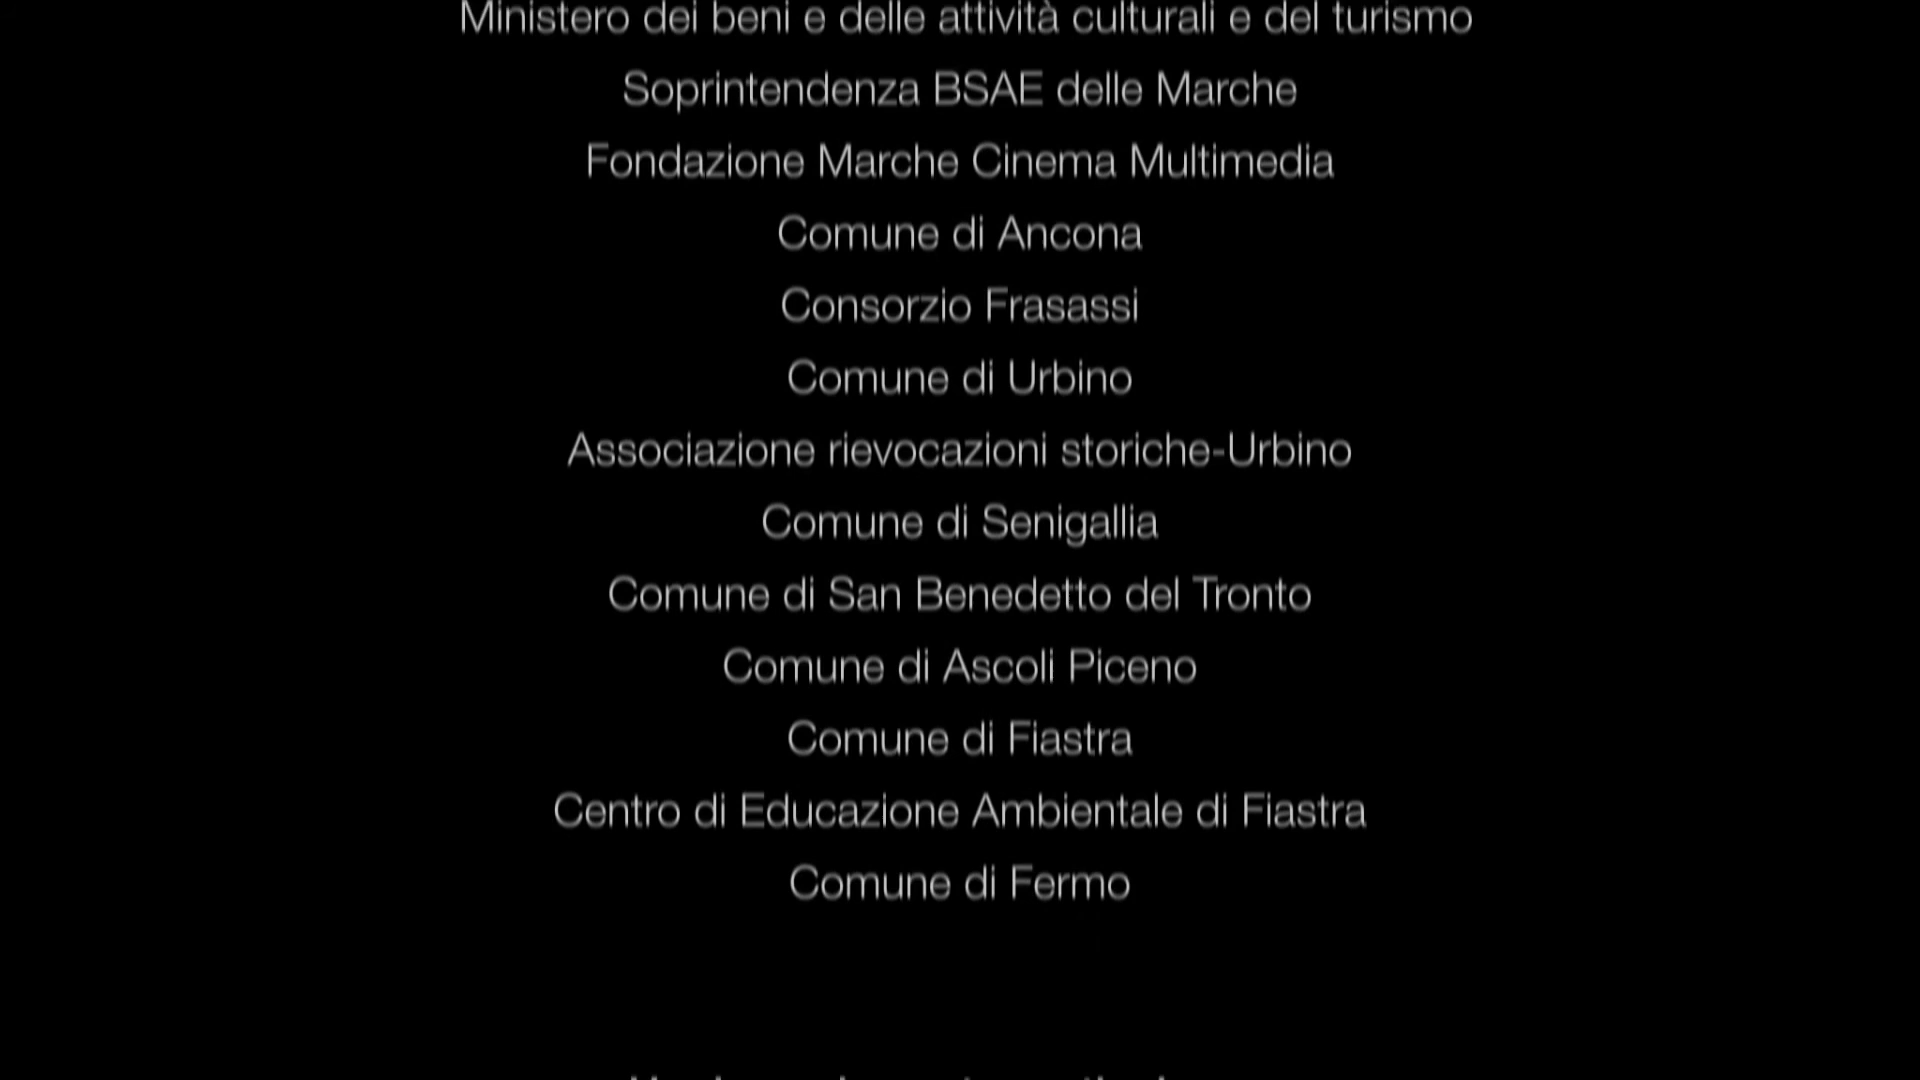 Ministero dei beni e delle attività culturali e del turismo
Soprintendenza BSAE delle Marche
Fondazione Marche Cinema Multimedia
Comune di Ancona
Consorzio Frasassi
Comune di Urbino
Associazione rievocazioni storiche-Urbino
Comune di Senigallia
Comune di San Benedetto del Tronto
Comune di Ascoli Piceno
Comune di Fiastra
Centro di Educazione Ambientale di Fiastra
Comune di Fermo